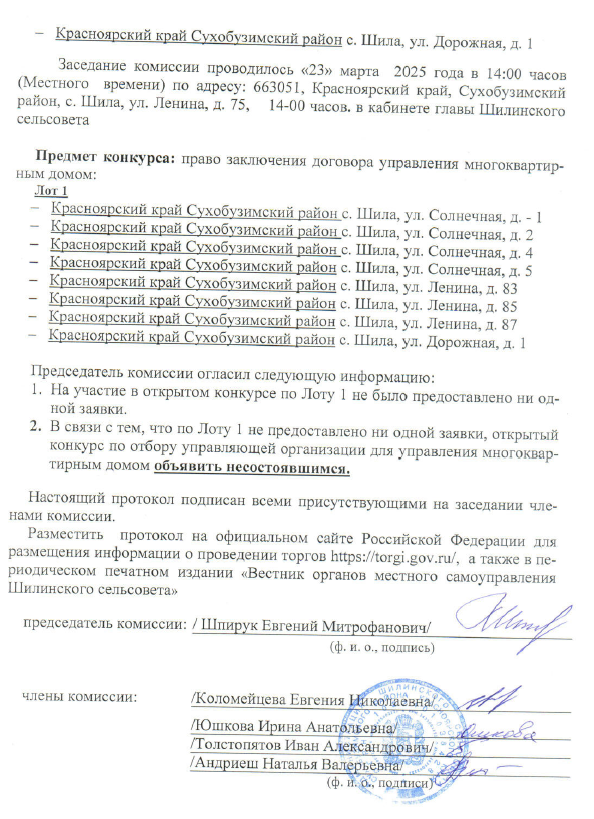 – Красноярский край Сухобузимский район с. Шила, ул. Дорожная, д. 1
Заседание комиссии проводилось «23» марта 2025 года в 14:00 часов
(Местного времени) по адресу: 663051, Красноярский край, Сухобузимский
район, с. Шила, ул. Ленина, д. 75, 14-00 часов. в кабинете главы Шилинского
сельсовета
Предмет конкурса: право заключения договора управления многоквартир-
ным домом:
Лот 1
– Красноярский край Сухобузимский район с. Шила, ул. Солнечная, д. - 1
– Красноярский край Сухобузимский район с. Шила, ул. Солнечная, д. 2
– Красноярский край Сухобузимский район с. Шила, ул. Солнечная, д. 4
– Красноярский край Сухобузимский район с. Шила, ул. Солнечная, д. 5
– Красноярский край Сухобузимский район с. Шила, ул. Ленина, д. 83
– Красноярский край Сухобузимский район с. Шила, ул. Ленина, д. 85
– Красноярский край Сухобузимский район с. Шила, ул. Ленина, д. 87
– Красноярский край Сухобузимский район с. Шила, ул. Дорожная, д. 1
Председатель комиссии огласил следующую информацию:
1. На участие в открытом конкурсе по Лоту 1 не было предоставлено ни од-
ной заявки.
2. В связи с тем, что по Лоту 1 не предоставлено ни одной заявки, открытый
конкурс по отбору управляющей организации для управления многоквар-
тирным домом объявить несостоявшимся.
Настоящий протокол подписан всеми присутствующими на заседании чле-
нами комиссии.
Разместить протокол на официальном сайте Российской Федерации для
размещения информации о проведении торгов https://torgi.gov.ru/, а также в пе-
риодическом печатном издании «Вестник органов местного самоуправления
Шилинского сельсовета»
председатель комиссии: / Шпирук Евгений Митрофанович/
(ф. и. о., подпись)
члены комиссии: /Коломейцева Евгения Николаевна/
/Юшкова Ирина Анатольевна/ Юшкова
/Толстопятов Иван Александрович/
/Андриеш Наталья Валерьевна/
(ф. и. о., подписи)
ШИЛИНСКОГО